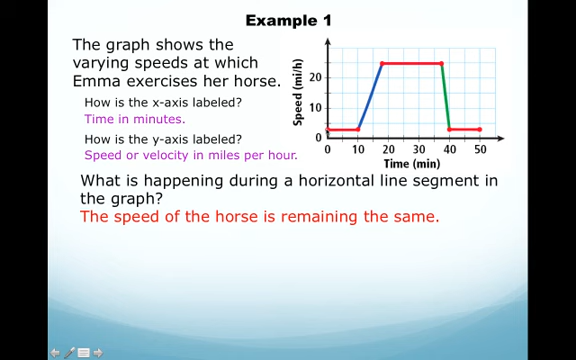 Example 1
The graph shows the
varying speeds at which
Emma exercises her horse.
How is the x-axis labeled?
Time in minutes.
How is the y-axis labeled?
Speed or velocity in miles per hour.
Speed (mi/h)
20
10
0
0 10 20 30 40 50
Time (min)
What is happening during a horizontal line segment in
the graph?
The speed of the horse is remaining the same.